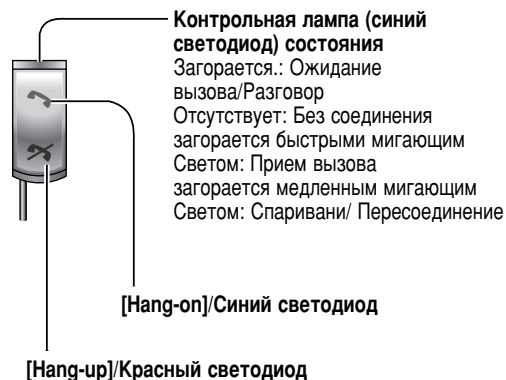 Контрольная лампа (синий
светодиод) состояния
Загорается.: Ожидание
вызова/Разговор
Отсутствует: Без соединения
загорается быстрыми мигающим
Светом: Прием вызова
загорается медленным мигающим
Светом: Спаривани/ Пересоединение
[Hang-on]/Синий светодиод
[Hang-up]/Красный светодиод